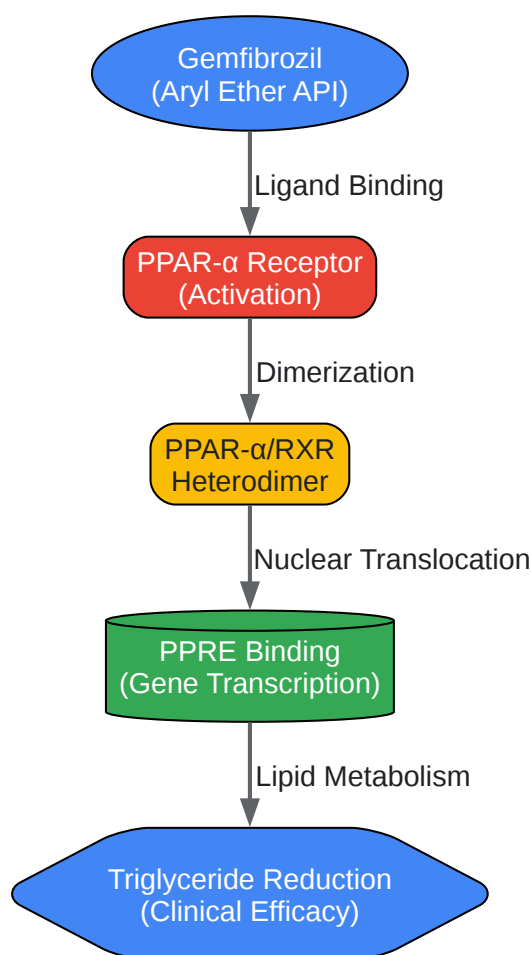 Gemfibrozil
(Aryl Ether API)
Ligand Binding
PPAR-α Receptor
(Activation)
Dimerization
PPAR-α/RXR
Heterodimer
Nuclear Translocation
PPRE Binding
(Gene Transcription)
Lipid Metabolism
Triglyceride Reduction
(Clinical Efficacy)